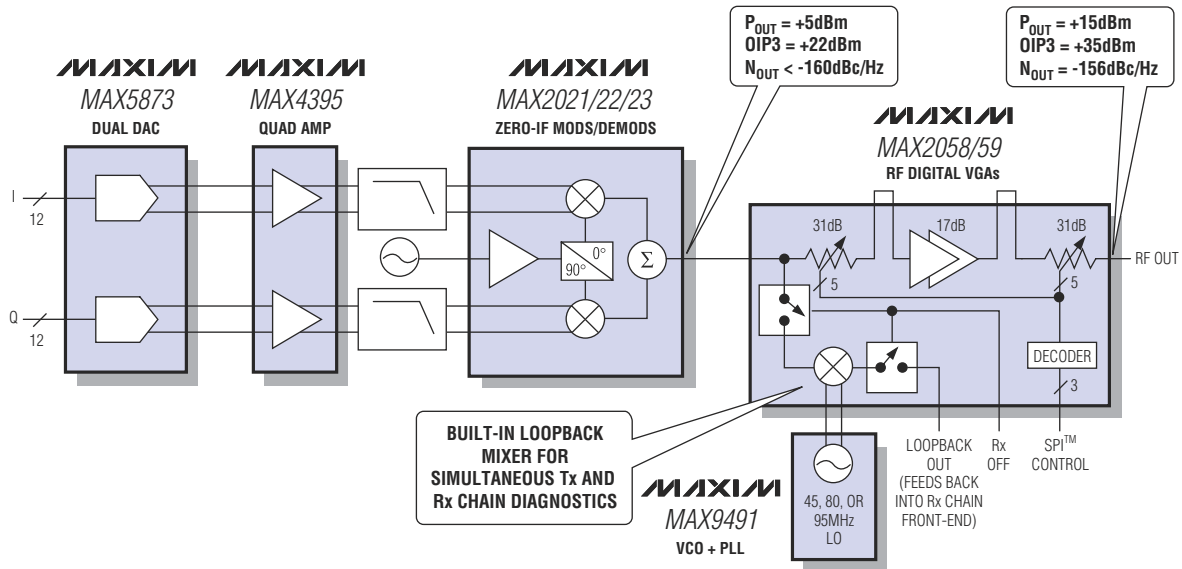 P_OUT = +5dBm
OIP3 = +22dBm
N_OUT < -160dBc/Hz
P_OUT = +15dBm
OIP3 = +35dBm
N_OUT = -156dBc/Hz
MAXIM
MAX5873
DUAL DAC
MAXIM
MAX4395
QUAD AMP
MAXIM
MAX2021/22/23
ZERO-IF MODS/DEMODS
MAXIM
MAX2058/59
RF DIGITAL VGAs
I
12
Q
12
0°
90°
Σ
31dB
17dB
31dB
5
5
RF OUT
DECODER
3
BUILT-IN LOOPBACK
MIXER FOR
SIMULTANEOUS Tx AND
Rx CHAIN DIAGNOSTICS
MAXIM
MAX9491
VCO + PLL
45, 80, OR
95MHz
LO
LOOPBACK
OUT
(FEEDS BACK
INTO Rx CHAIN
FRONT-END)
Rx
OFF
SPI™
CONTROL